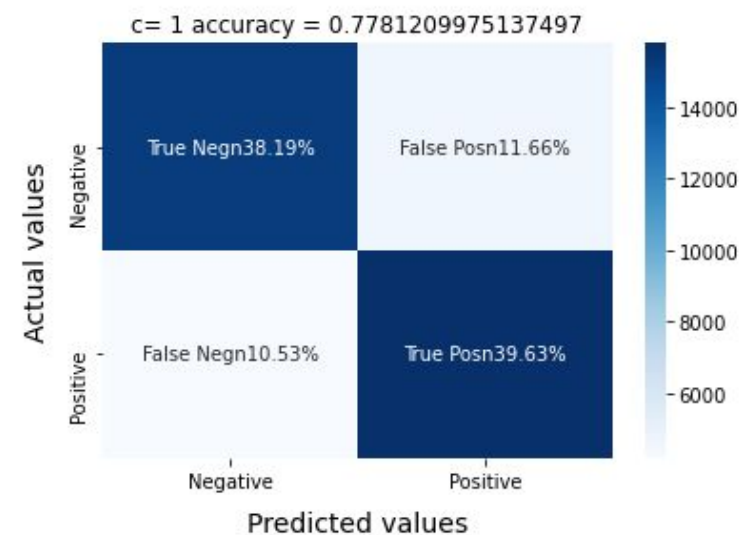 c= 1 accuracy = 0.7781209975137497
True Negn38.19%
False Posn11.66%
False Negn10.53%
True Posn39.63%
Negative
Positive
Actual values
Negative
Positive
Predicted values
14000
12000
10000
8000
6000